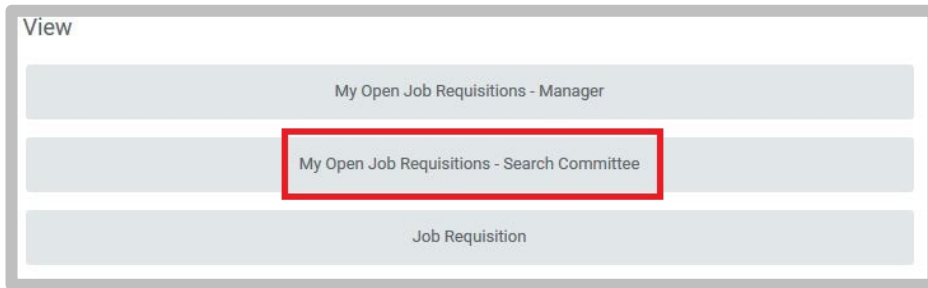 View
My Open Job Requisitions - Manager
My Open Job Requisitions - Search Committee
Job Requisition